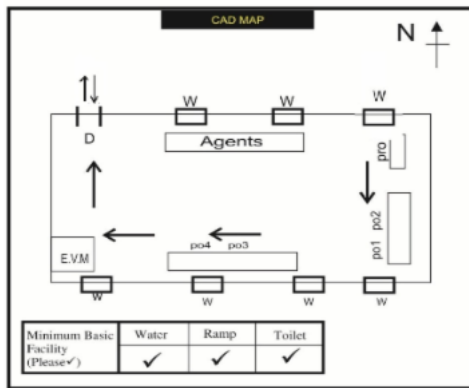 CAD MAP
N
W W W
D
Agents
pro
po1 po2
po4 po3
E.V.M
W W W W
Minimum Basic Facility (Please✓) Water Ramp Toilet
✓ ✓ ✓